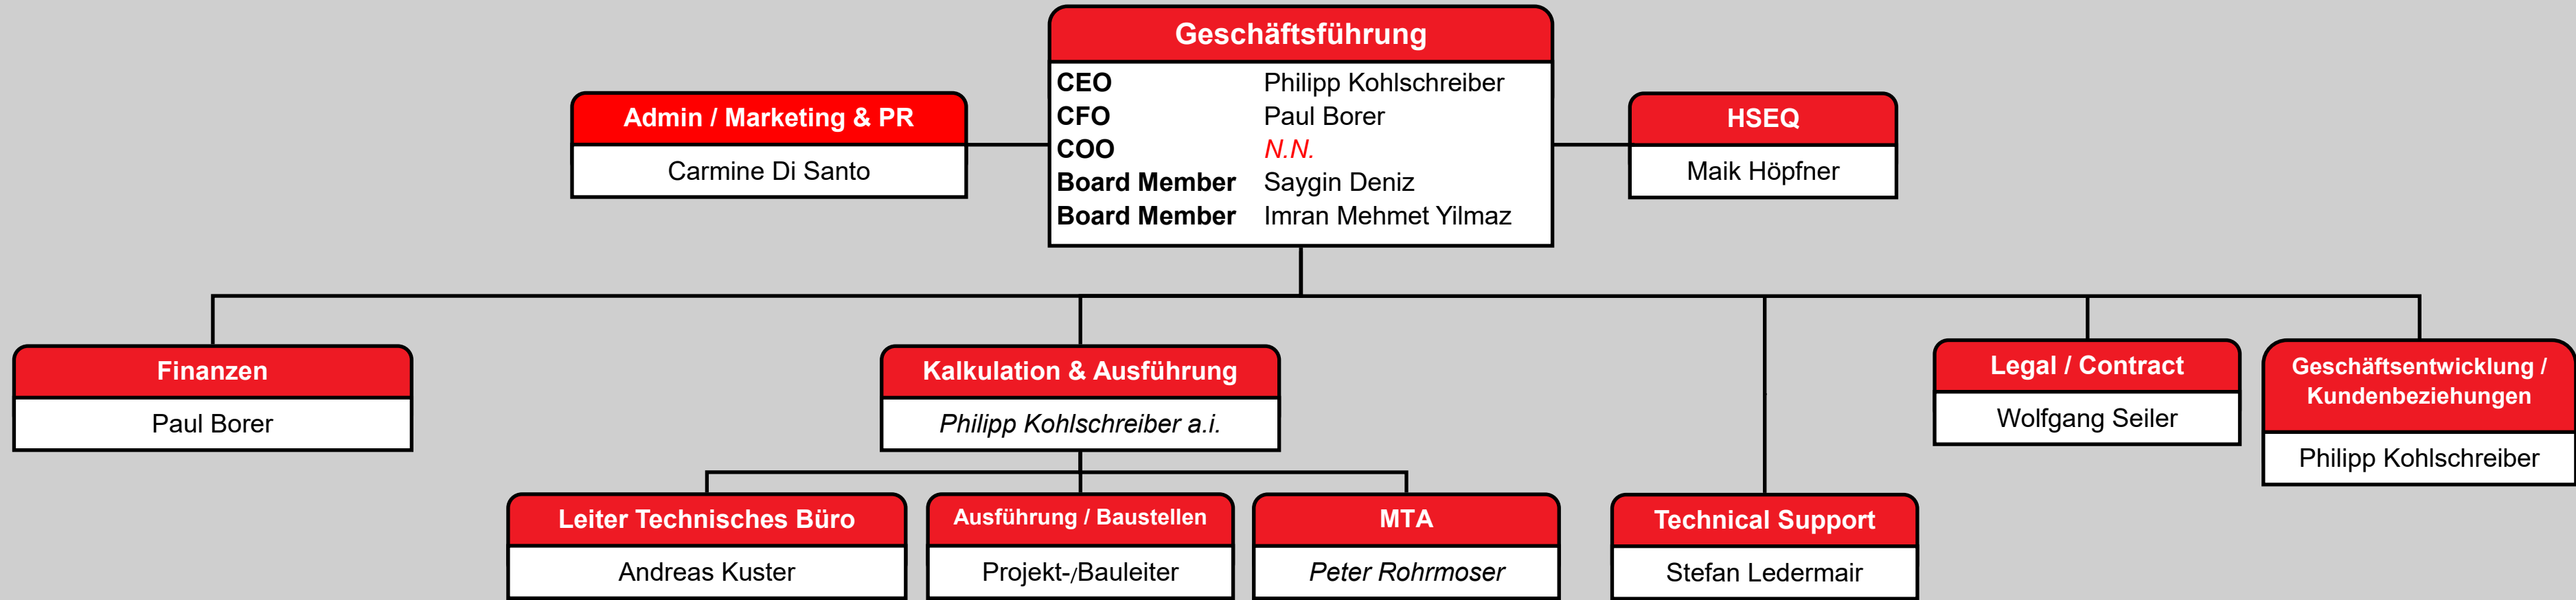 Geschäftsführung
CEO Philipp Kohlschreiber
CFO Paul Borer
COO N.N.
Board Member Saygin Deniz
Board Member Imran Mehmet Yilmaz
Admin / Marketing & PR
Carmine Di Santo
HSEQ
Maik Höpfner
Finanzen
Paul Borer
Kalkulation & Ausführung
Philipp Kohlschreiber a.i.
Legal / Contract
Wolfgang Seiler
Geschäftsentwicklung /
Kundenbeziehungen
Philipp Kohlschreiber
Leiter Technisches Büro
Andreas Kuster
Ausführung / Baustellen
Projekt-/Bauleiter
MTA
Peter Rohrmoser
Technical Support
Stefan Ledermair